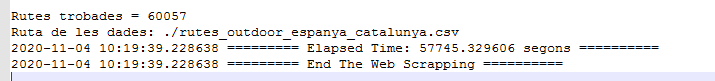 Rutes trobades = 60057
Ruta de les dades: ./rutes_outdoor_espanya_catalunya.csv
2020-11-04 10:19:39.228638 ========= Elapsed Time: 57745.329606 segons ==========
2020-11-04 10:19:39.228638 ========= End The Web Scrapping ==========